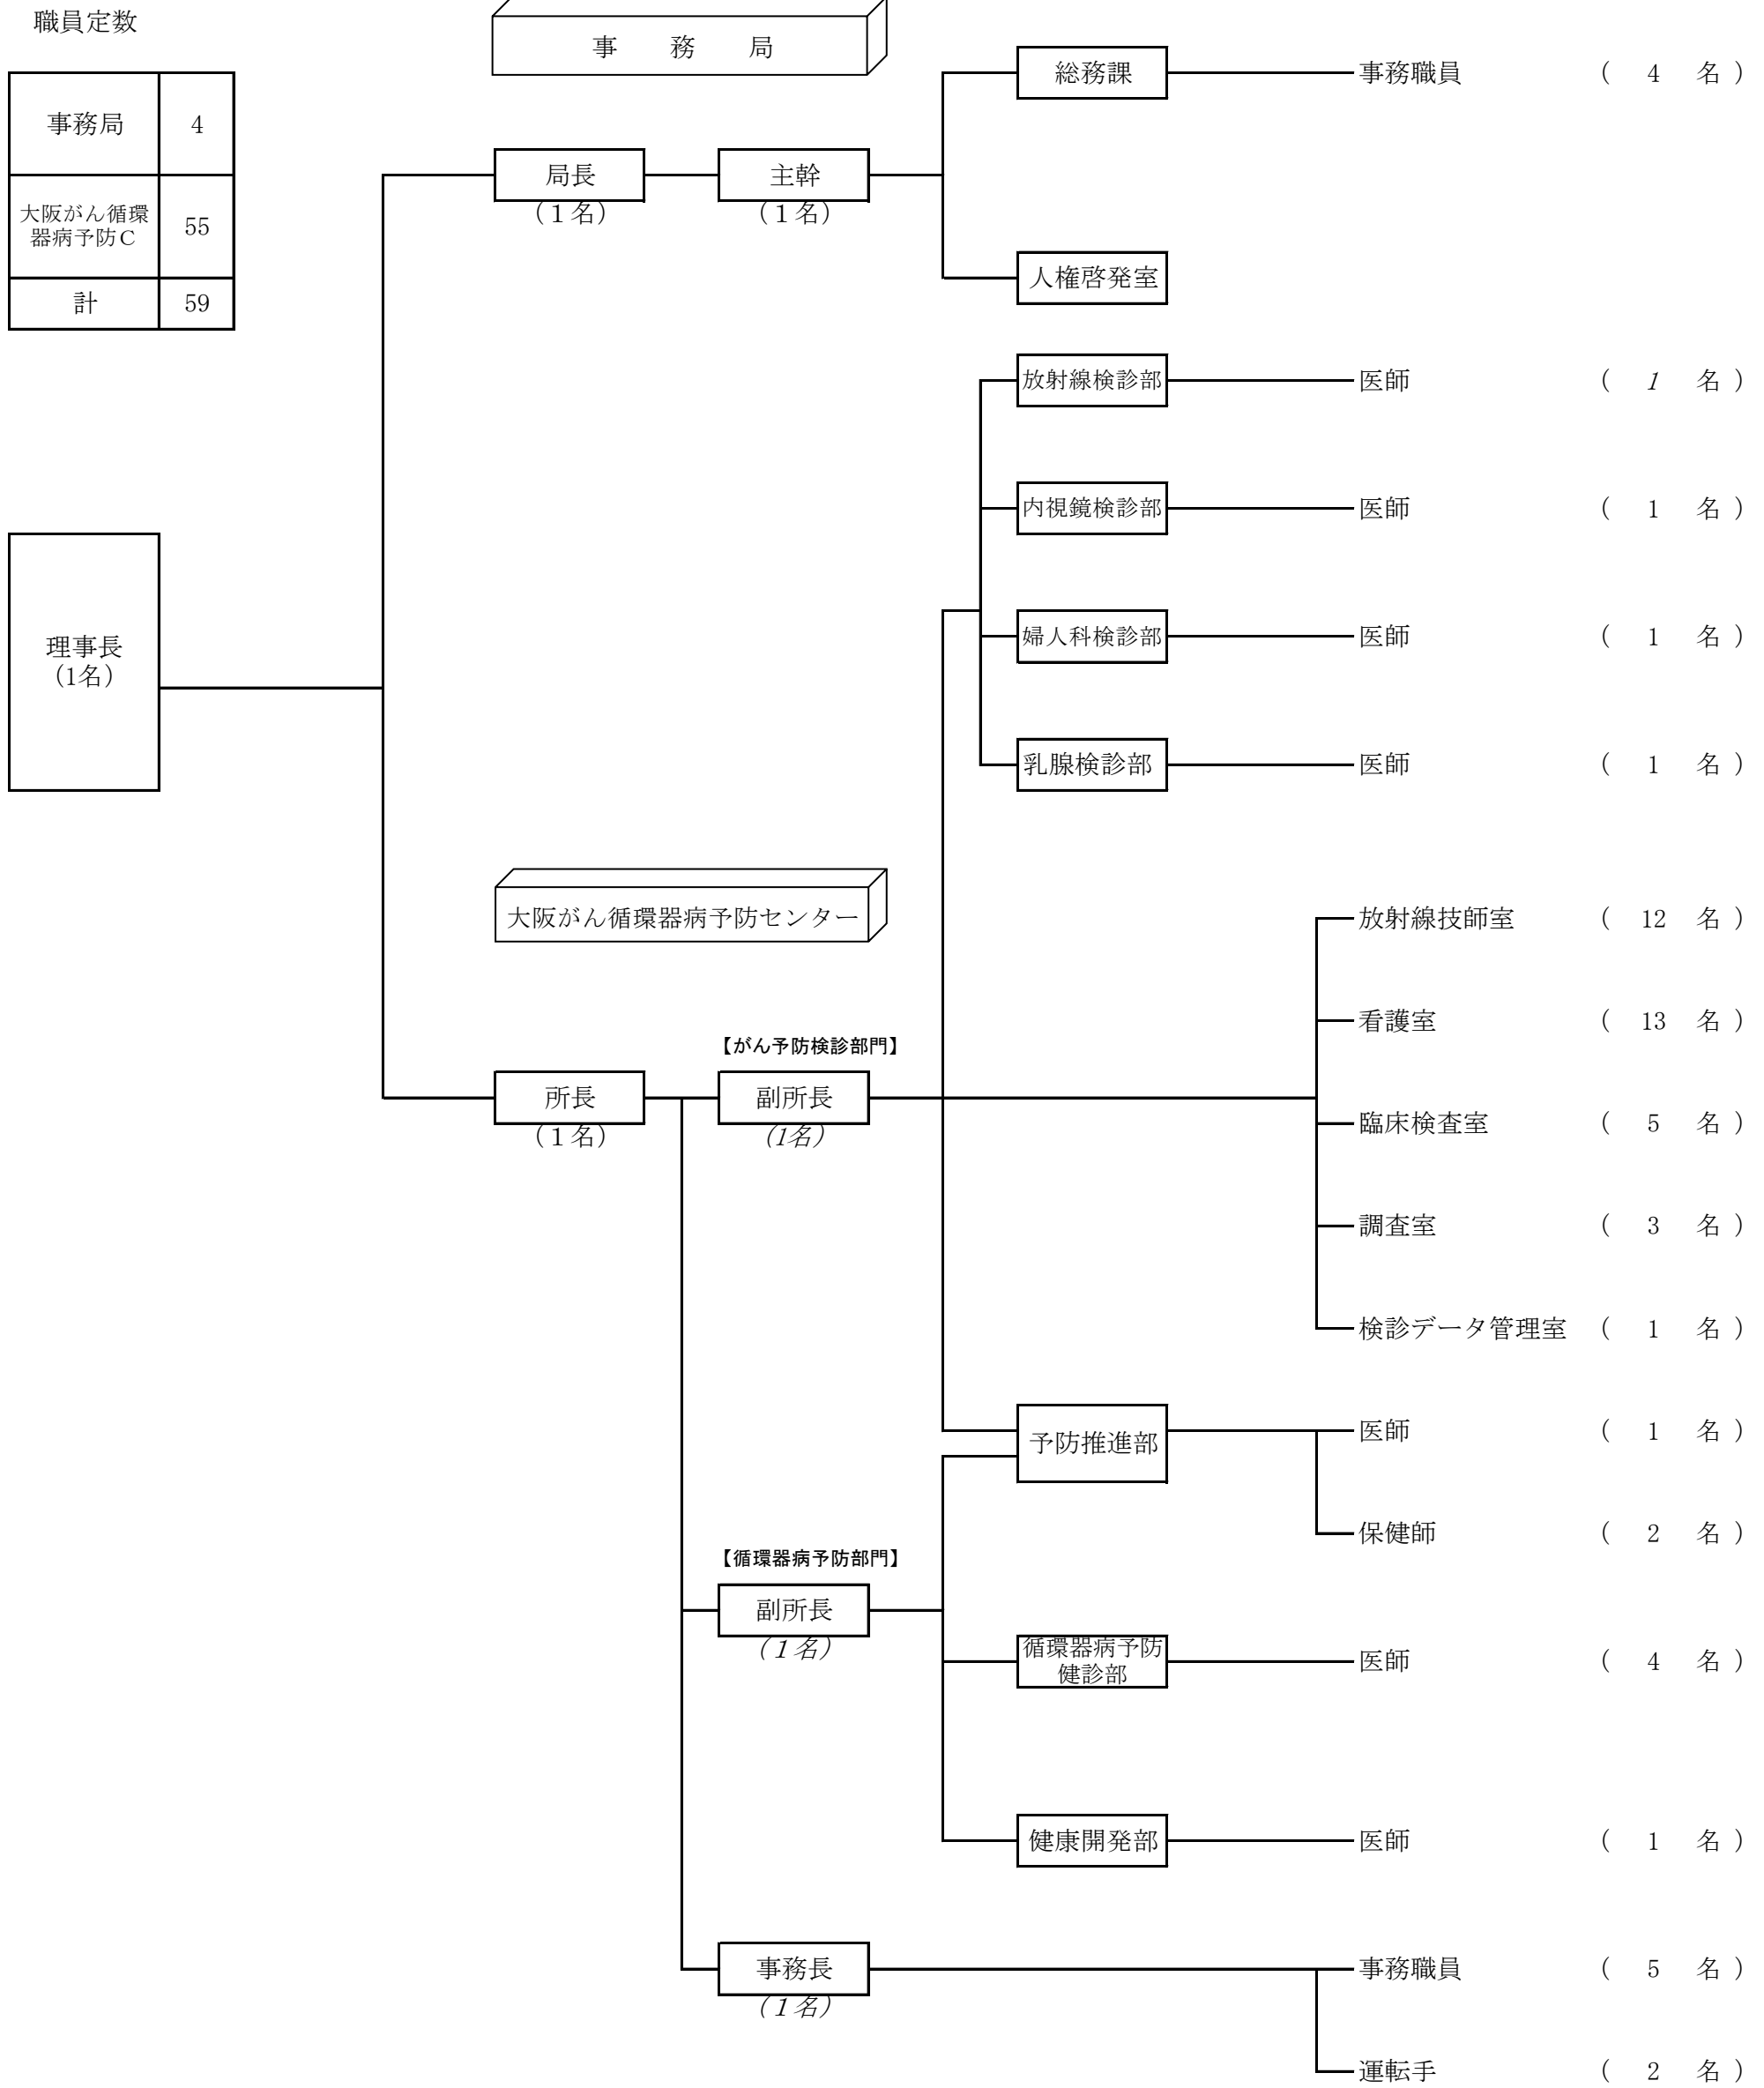 職員定数
事務局 4
大阪がん循環
器病予防C 55
計 59
理事長
(1名)
事 務 局
局長
(1名)
主幹
(1名)
総務課 事務職員 ( 4 名 )
人権啓発室
放射線検診部 医師 ( 1 名 )
内視鏡検診部 医師 ( 1 名 )
婦人科検診部 医師 ( 1 名 )
乳腺検診部 医師 ( 1 名 )
大阪がん循環器病予防センター
所長
(1名)
【がん予防検診部門】
副所長
(1名)
放射線技師室 ( 12 名 )
看護室 ( 13 名 )
臨床検査室 ( 5 名 )
調査室 ( 3 名 )
検診データ管理室 ( 1 名 )
予防推進部 医師 ( 1 名 )
保健師 ( 2 名 )
【循環器病予防部門】
副所長
(1名)
循環器病予防
健診部 医師 ( 4 名 )
健康開発部 医師 ( 1 名 )
事務長
(1名)
事務職員 ( 5 名 )
運転手 ( 2 名 )